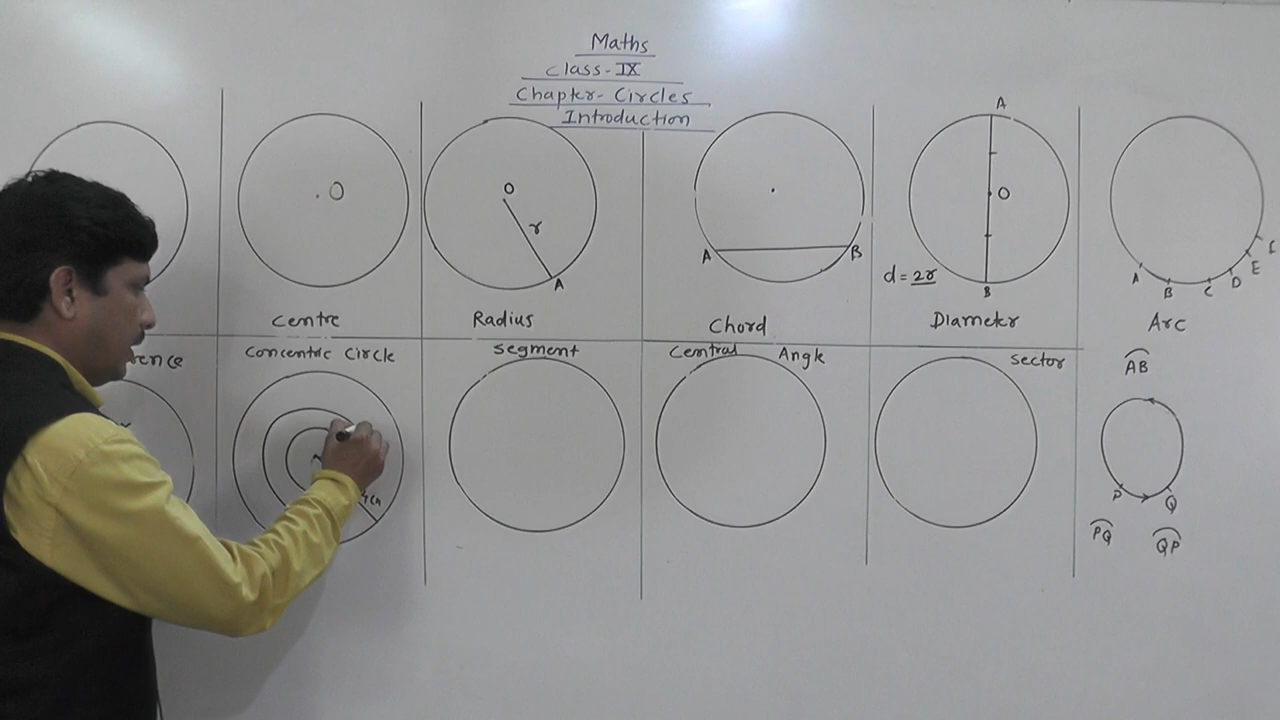 Maths
Class-IX
Chapter-Circles
Introduction
O
Centre
O
r
A
Radius
A
B
Chord
A
O
B
d = 2r
Diameter
A
B
C
D
E
Arc
AB
Concentric Circle
4cm
Segment
Central Angle
Sector
P
Q
PQ
QP